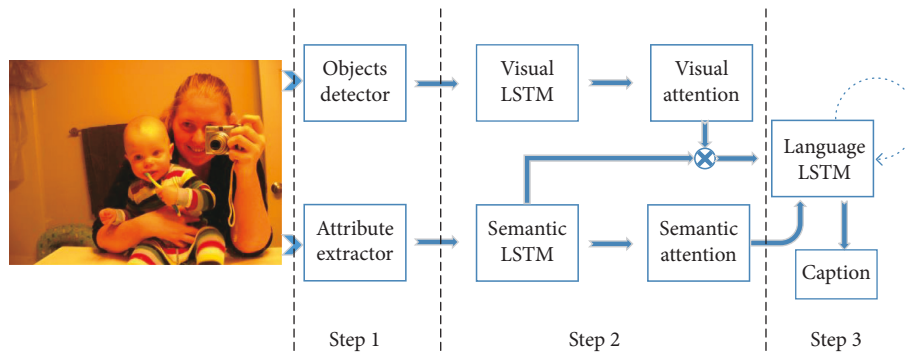 Objects
detector
Visual
LSTM
Visual
attention
Language
LSTM
Attribute
extractor
Semantic
LSTM
Semantic
attention
Caption
Step 1
Step 2
Step 3